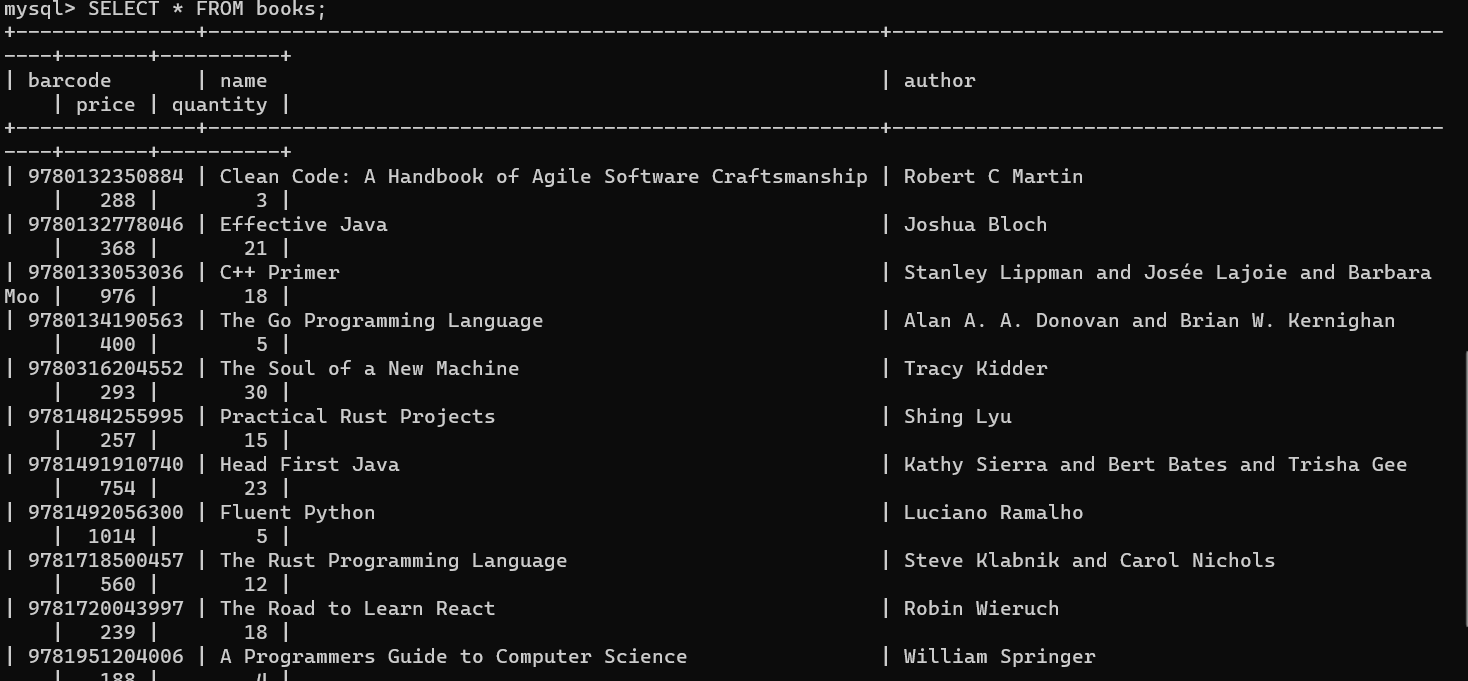 mysql> SELECT * FROM books;
+---------------+--------------------------------------------------------+----------------------------------------------
----+-------+----------+
| barcode       | name                                                   | author
    | price | quantity |
+---------------+--------------------------------------------------------+----------------------------------------------
----+-------+----------+
| 9780132350884 | Clean Code: A Handbook of Agile Software Craftsmanship | Robert C Martin
    |   288 |        3 |
| 9780132778046 | Effective Java                                         | Joshua Bloch
    |   368 |       21 |
| 9780133053036 | C++ Primer                                             | Stanley Lippman and Josée Lajoie and Barbara
Moo |   976 |       18 |
| 9780134190563 | The Go Programming Language                            | Alan A. A. Donovan and Brian W. Kernighan
    |   400 |        5 |
| 9780316204552 | The Soul of a New Machine                              | Tracy Kidder
    |   293 |       30 |
| 9781484255995 | Practical Rust Projects                                | Shing Lyu
    |   257 |       15 |
| 9781491910740 | Head First Java                                        | Kathy Sierra and Bert Bates and Trisha Gee
    |   754 |       23 |
| 9781492056300 | Fluent Python                                          | Luciano Ramalho
    |  1014 |        5 |
| 9781718500457 | The Rust Programming Language                          | Steve Klabnik and Carol Nichols
    |   560 |       12 |
| 9781720043997 | The Road to Learn React                                | Robin Wieruch
    |   239 |       18 |
| 9781951204006 | A Programmers Guide to Computer Science                | William Springer
    |   188 |        4 |